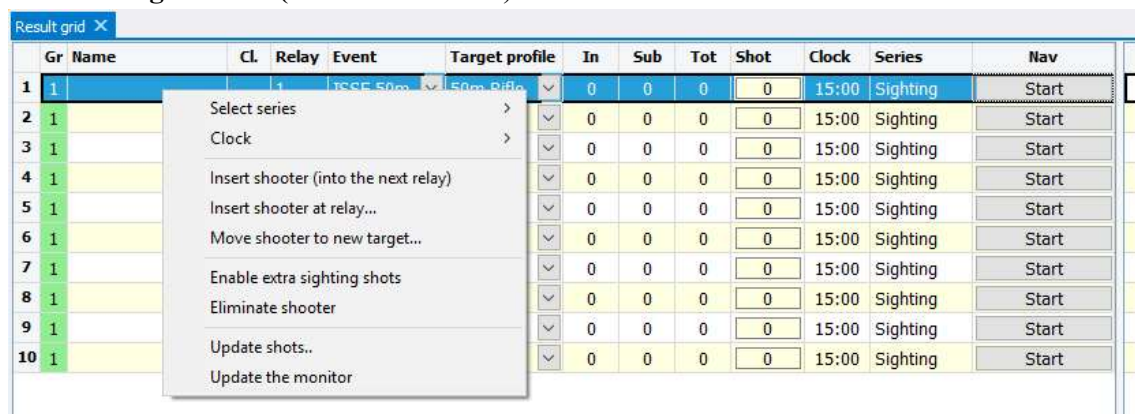 Result grid
Gr Name Cl. Relay Event Target profile In Sub Tot Shot Clock Series Nav
1 1 1 ISSF 50m 50m Rifle 0 0 0 0 15:00 Sighting Start
2 1 0 0 0 0 15:00 Sighting Start
3 1 0 0 0 0 15:00 Sighting Start
4 1 0 0 0 0 15:00 Sighting Start
5 1 0 0 0 0 15:00 Sighting Start
6 1 0 0 0 0 15:00 Sighting Start
7 1 0 0 0 0 15:00 Sighting Start
8 1 0 0 0 0 15:00 Sighting Start
9 1 0 0 0 0 15:00 Sighting Start
10 1 0 0 0 0 15:00 Sighting Start
Select series
Clock
Insert shooter (into the next relay)
Insert shooter at relay...
Move shooter to new target...
Enable extra sighting shots
Eliminate shooter
Update shots..
Update the monitor